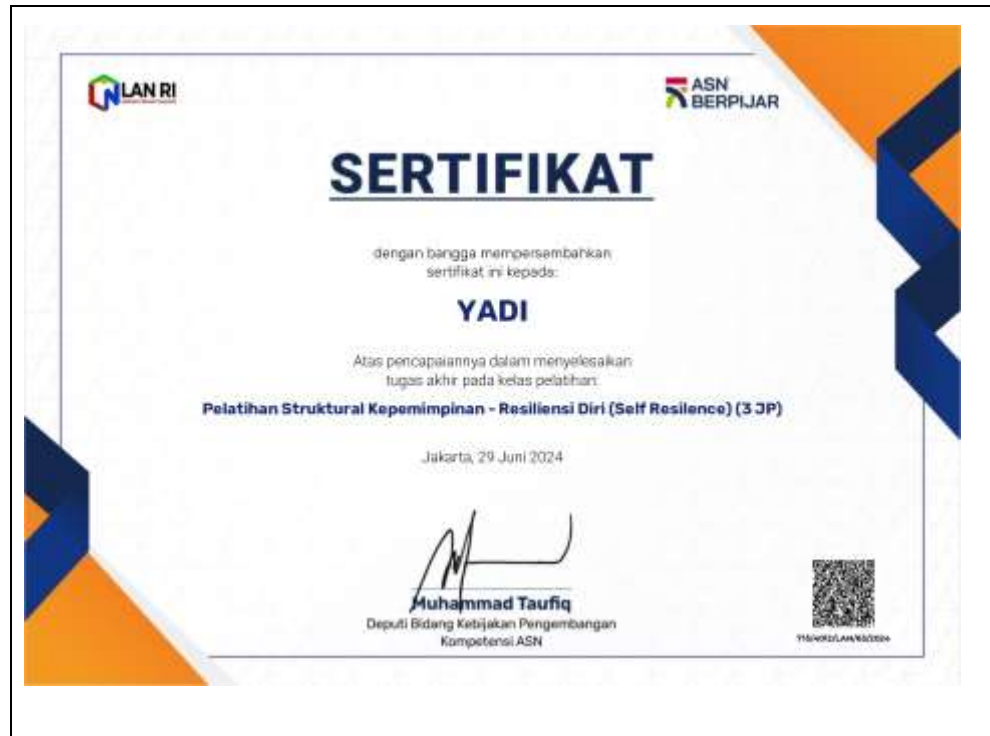 LAN RI
ASN
BERPIJAR
SERTIFIKAT
dengan bangga mempersembahkan
sertifikat ini kepada:
YADI
Atas pencapaiannya dalam menyelesaikan
tugas akhir pada kelas pelatihan:
Pelatihan Struktural Kepemimpinan - Resiliensi Diri (Self Resilence) (3 JP)
Jakarta, 29 Juni 2024
Muhammad Taufiq
Deputi Bidang Kebijakan Pengembangan
Kompetensi ASN